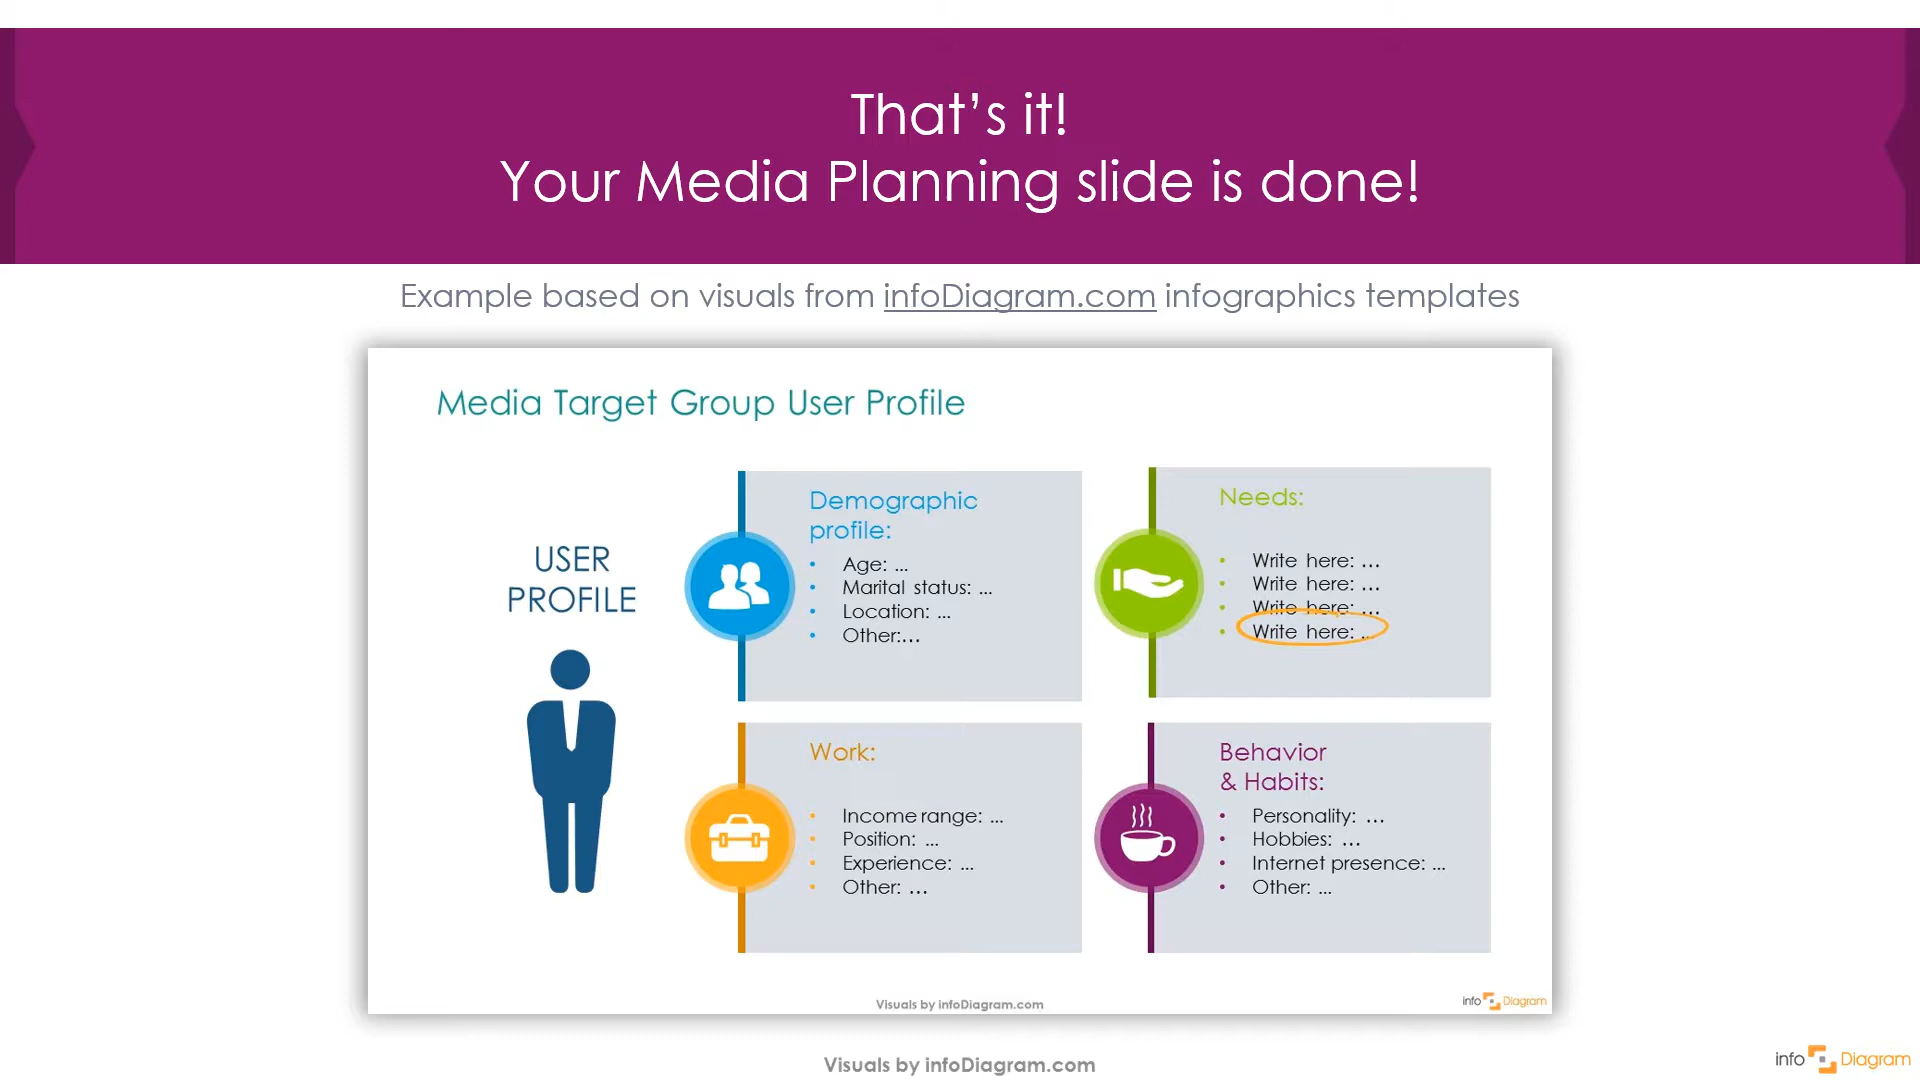 That’s it!
Your Media Planning slide is done!
Example based on visuals from infoDiagram.com infographics templates
Media Target Group User Profile
USER
PROFILE
Demographic
profile:
• Age: ...
• Marital status: ...
• Location: ...
• Other:…
Needs:
• Write here: …
• Write here: …
• Write here: …
• Write here: ...
Work:
• Income range: ...
• Position: ...
• Experience: ...
• Other: …
Behavior
& Habits:
• Personality: …
• Hobbies: …
• Internet presence: ...
• Other: ...
Visuals by infoDiagram.com
info Diagram
Visuals by infoDiagram.com
info Diagram